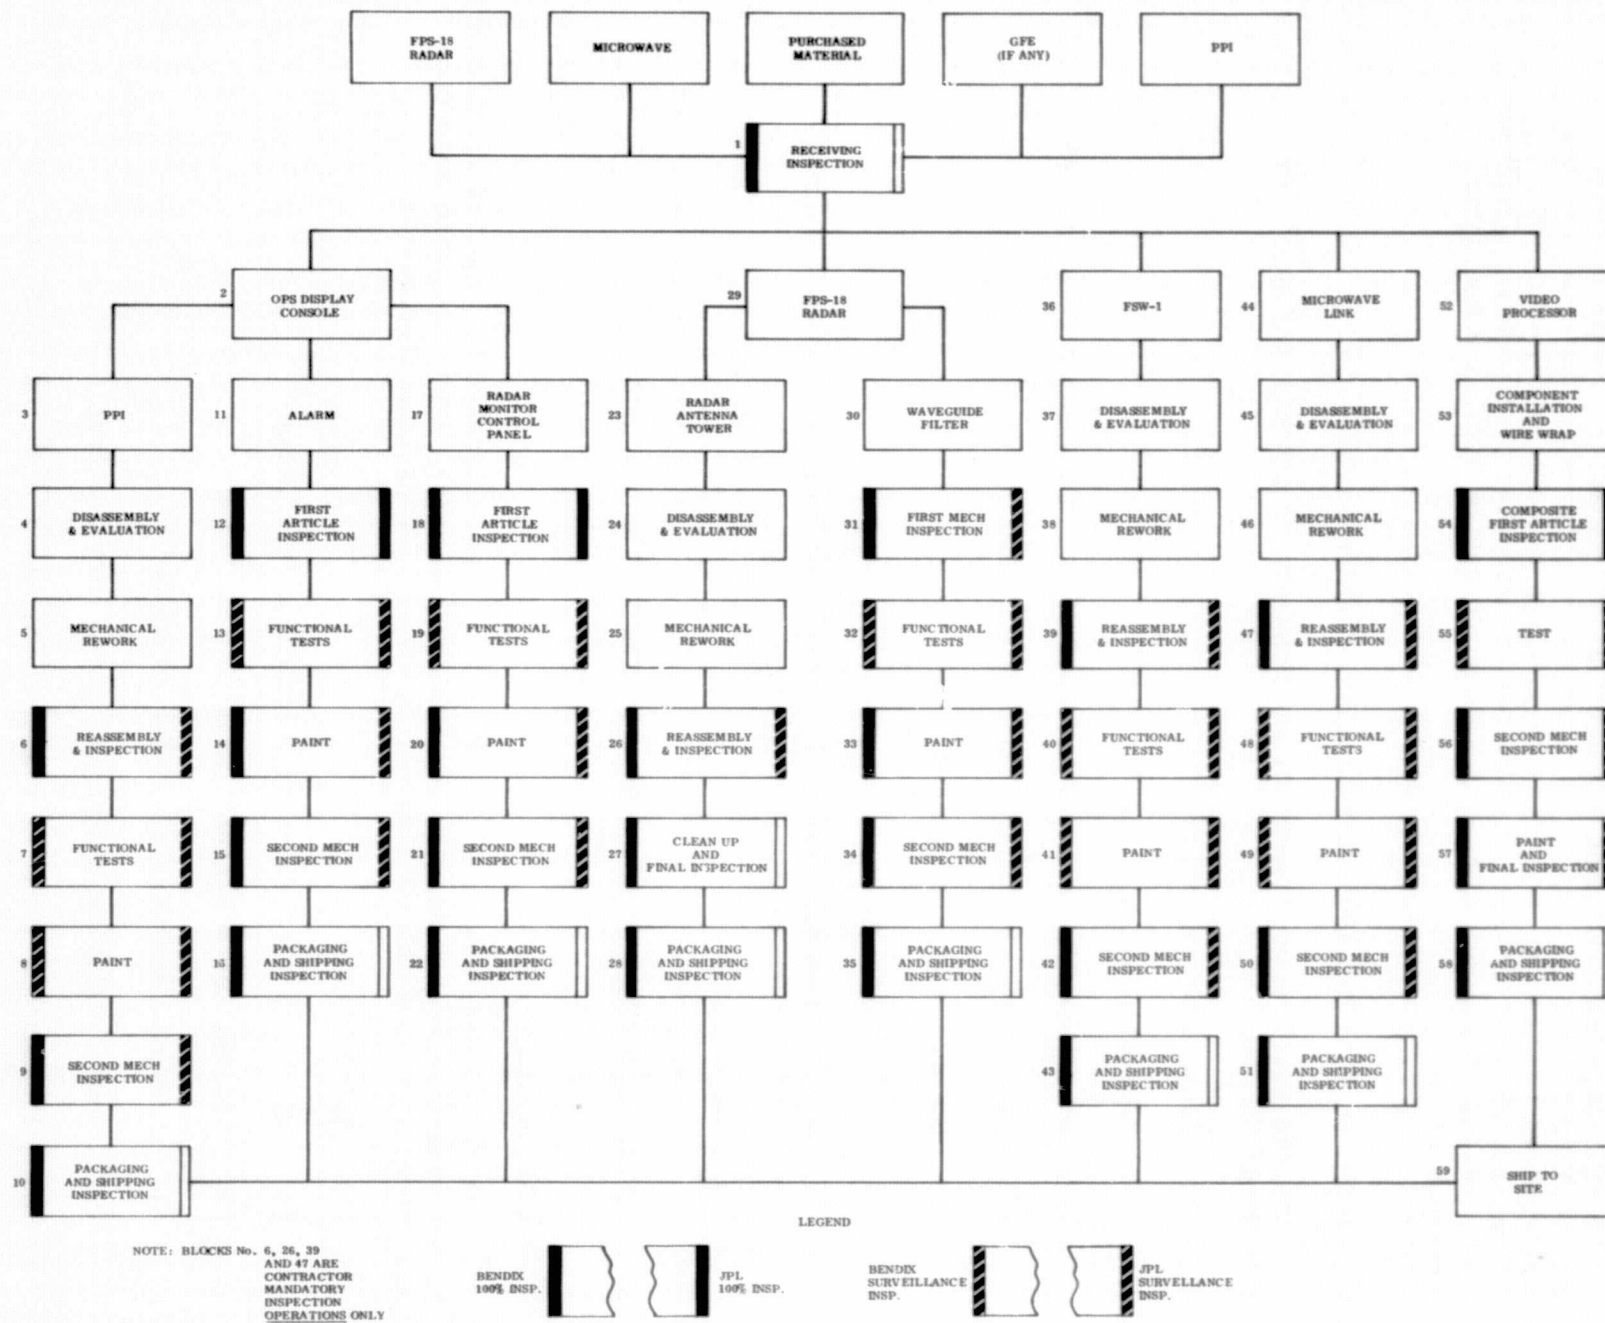 FPS-18
RADAR
MICROWAVE
PURCHASED
MATERIAL
GFE
(IF ANY)
PPI
1
RECEIVING
INSPECTION
2
OPS DISPLAY
CONSOLE
29
FPS-18
RADAR
36
FSW-1
44
MICROWAVE
LINK
52
VIDEO
PROCESSOR
3
PPI
11
ALARM
17
RADAR
MONITOR
CONTROL
PANEL
23
RADAR
ANTENNA
TOWER
30
WAVEGUIDE
FILTER
37
DISASSEMBLY
& EVALUATION
45
DISASSEMBLY
& EVALUATION
53
COMPONENT
INSTALLATION
AND
WIRE WRAP
4
DISASSEMBLY
& EVALUATION
12
FIRST
ARTICLE
INSPECTION
18
FIRST
ARTICLE
INSPECTION
24
DISASSEMBLY
& EVALUATION
31
FIRST MECH
INSPECTION
38
MECHANICAL
REWORK
46
MECHANICAL
REWORK
54
COMPOSITE
FIRST ARTICLE
INSPECTION
5
MECHANICAL
REWORK
13
FUNCTIONAL
TESTS
19
FUNCTIONAL
TESTS
25
MECHANICAL
REWORK
32
FUNCTIONAL
TESTS
39
REASSEMBLY
& INSPECTION
47
REASSEMBLY
& INSPECTION
55
TEST
6
REASSEMBLY
& INSPECTION
14
PAINT
20
PAINT
26
REASSEMBLY
& INSPECTION
33
PAINT
40
FUNCTIONAL
TESTS
48
FUNCTIONAL
TESTS
56
SECOND MECH
INSPECTION
7
FUNCTIONAL
TESTS
15
SECOND MECH
INSPECTION
21
SECOND MECH
INSPECTION
27
CLEAN UP
AND
FINAL INSPECTION
34
SECOND MECH
INSPECTION
41
PAINT
49
PAINT
57
PAINT
AND
FINAL INSPECTION
8
PAINT
16
PACKAGING
AND SHIPPING
INSPECTION
22
PACKAGING
AND SHIPPING
INSPECTION
28
PACKAGING
AND SHIPPING
INSPECTION
35
PACKAGING
AND SHIPPING
INSPECTION
42
SECOND MECH
INSPECTION
50
SECOND MECH
INSPECTION
58
PACKAGING
AND SHIPPING
INSPECTION
9
SECOND MECH
INSPECTION
43
PACKAGING
AND SHIPPING
INSPECTION
51
PACKAGING
AND SHIPPING
INSPECTION
10
PACKAGING
AND SHIPPING
INSPECTION
59
SHIP TO
SITE
LEGEND
NOTE: BLOCKS No. 6, 26, 39
AND 47 ARE
CONTRACTOR
MANDATORY
INSPECTION
OPERATIONS ONLY
BENDIX
100% INSP.
JPL
100% INSP.
BENDIX
SURVEILLANCE
INSP.
JPL
SURVEILLANCE
INSP.